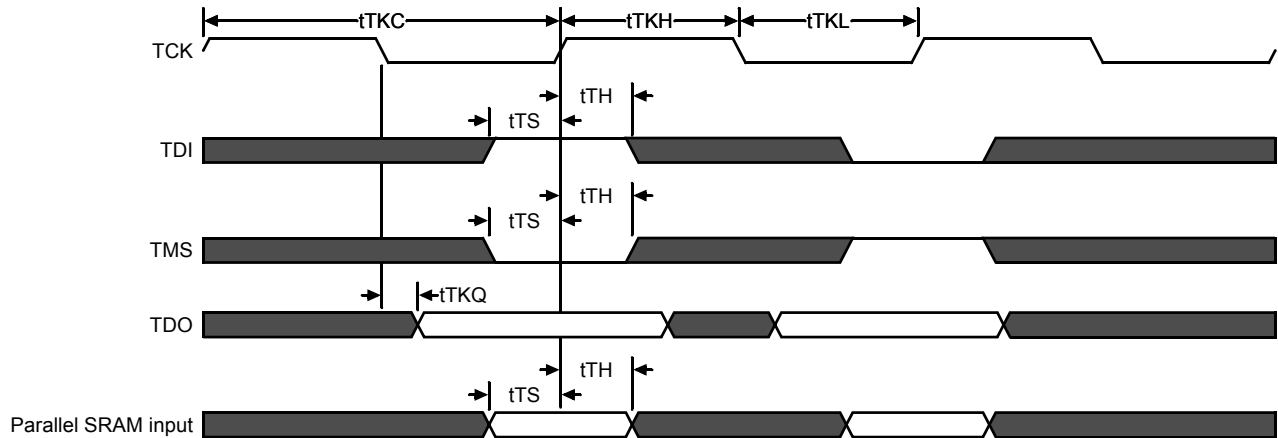 tTKC tTKH tTKL
TCK
tTH
tTS
TDI
tTH
tTS
TMS
tTKQ
TDO
tTH
tTS
Parallel SRAM input